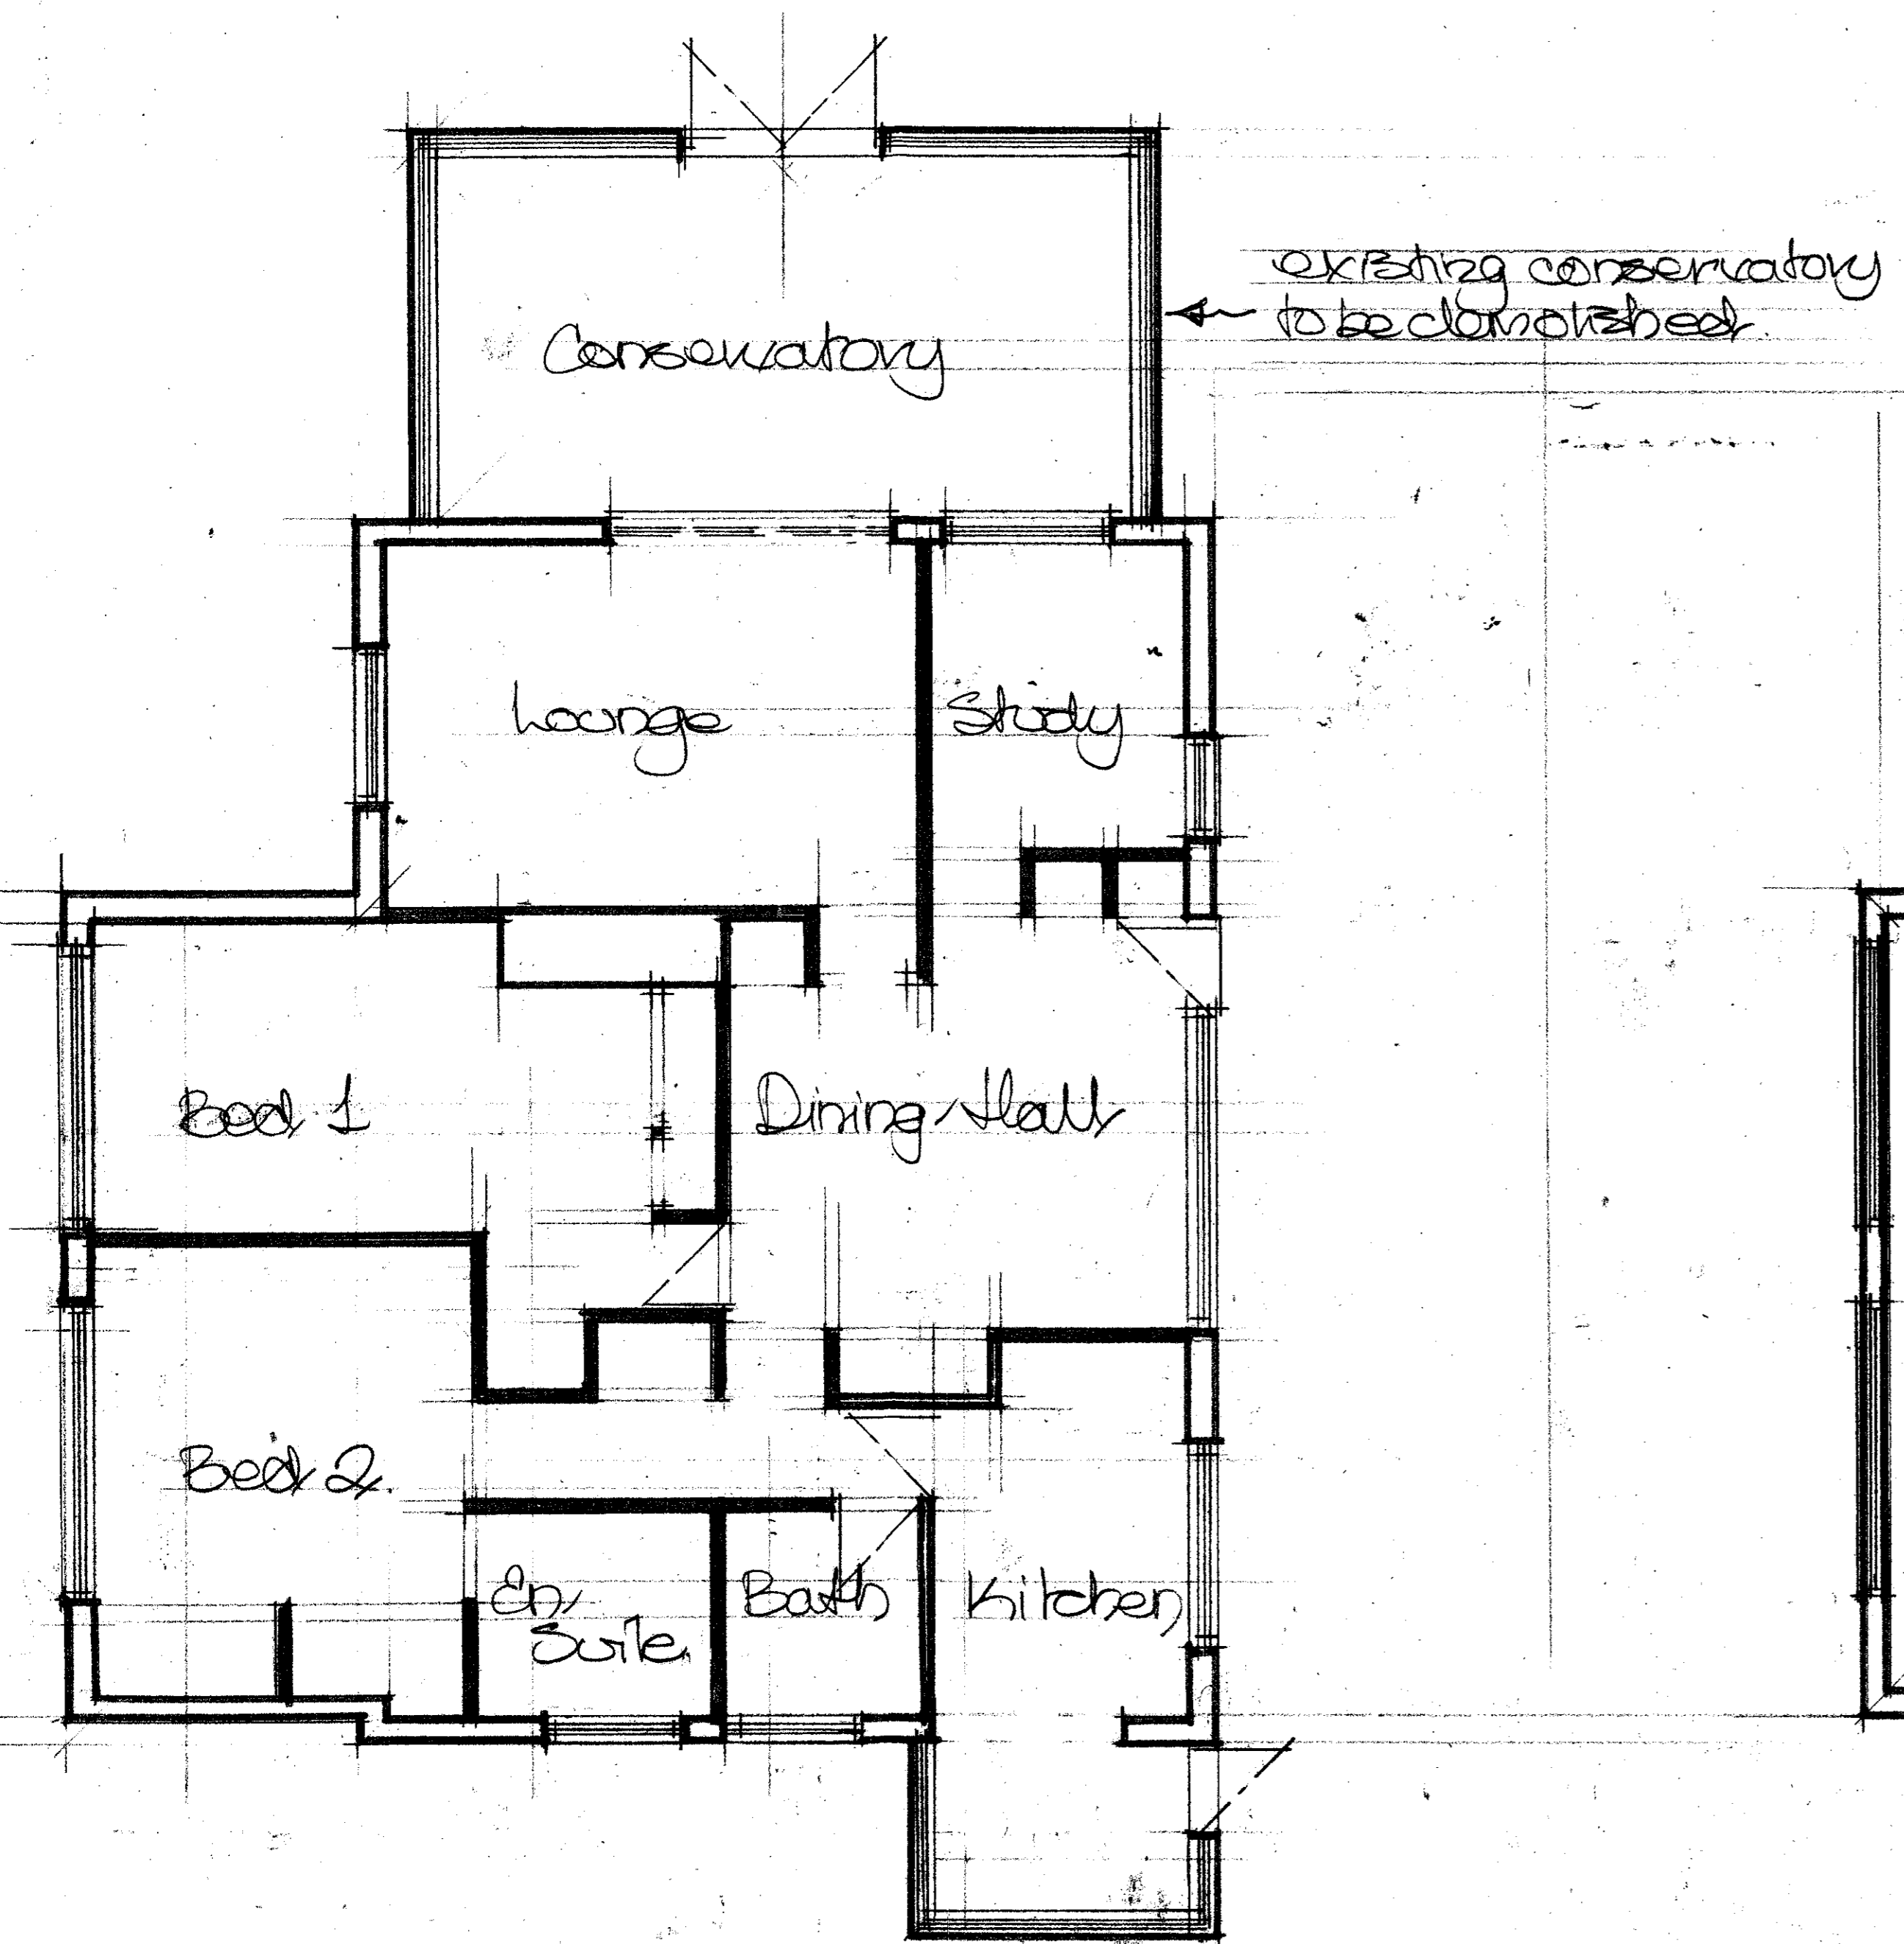 existing conservatory
to be demolished.
Conservatory
Lounge
Study
Bed 1
Dining/Hall
Bed 2.
En
Suite
Bath
Kitchen